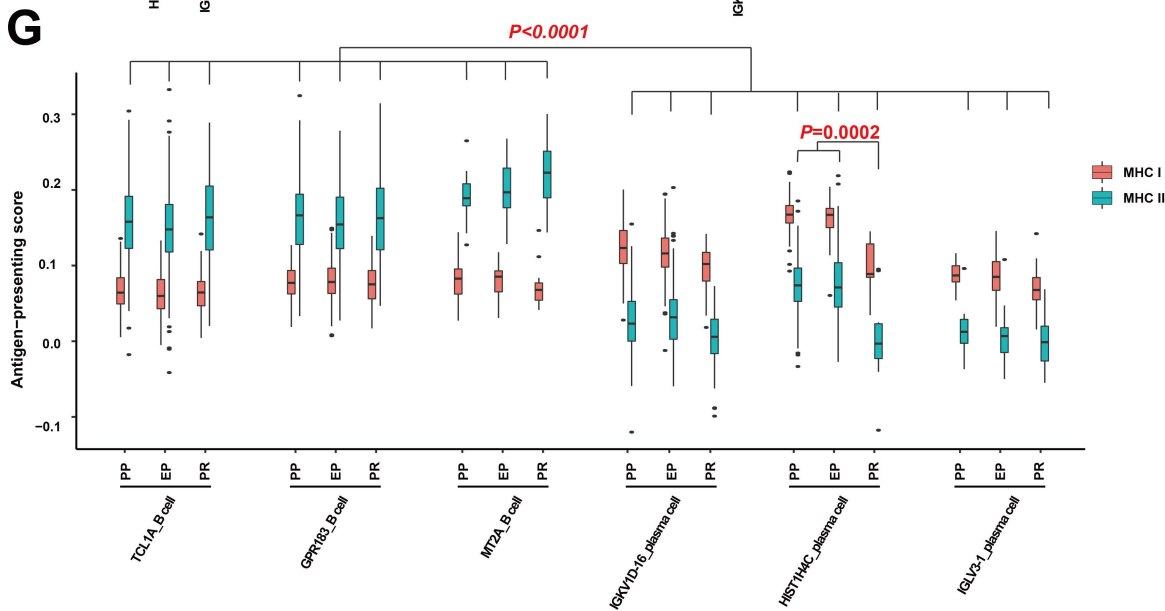 G
P<0.0001
P=0.0002
Antigen-presenting score
0.3
0.2
0.1
0.0
-0.1
MHC I
MHC II
PP EP PR PP EP PR PP EP PR PP EP PR PP EP PR PP EP PR
TCL1A_B cell
GPR183_B cell
MT2A_B cell
IGKV1D-16_plasma cell
HIST1H4C_plasma cell
IGLV3-1_plasma cell